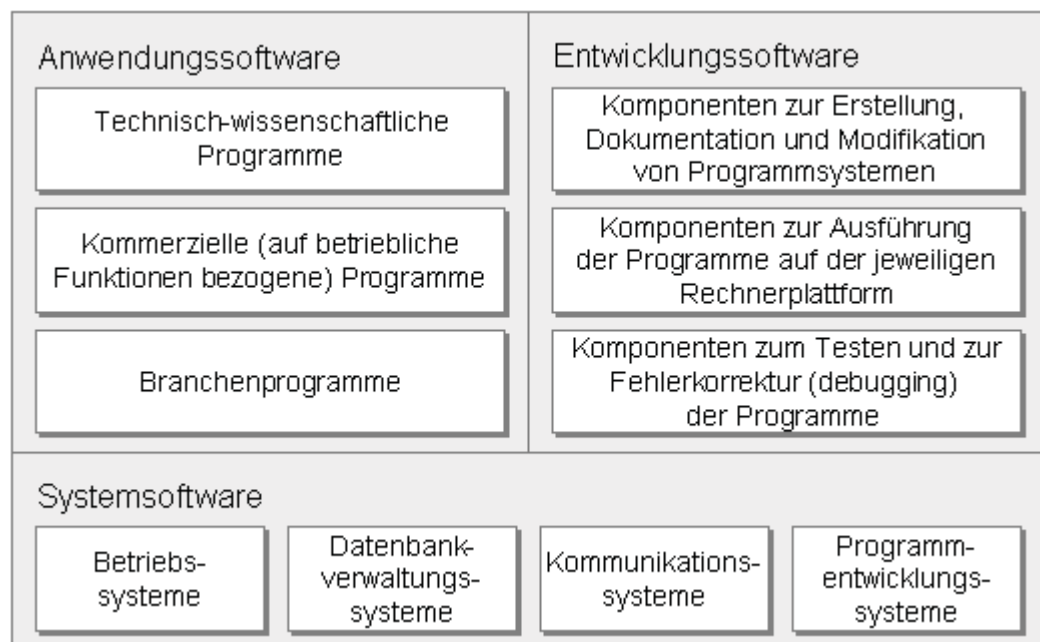 Anwendungssoftware
Technisch-wissenschaftliche
Programme
Kommerzielle (auf betriebliche
Funktionen bezogene) Programme
Branchenprogramme
Entwicklungssoftware
Komponenten zur Erstellung,
Dokumentation und Modifikation
von Programmsystemen
Komponenten zur Ausführung
der Programme auf der jeweiligen
Rechnerplattform
Komponenten zum Testen und zur
Fehlerkorrektur (debugging)
der Programme
Systemsoftware
Betriebs-
systeme
Datenbank-
verwaltungs-
systeme
Kommunikations-
systeme
Programm-
entwicklungs-
systeme